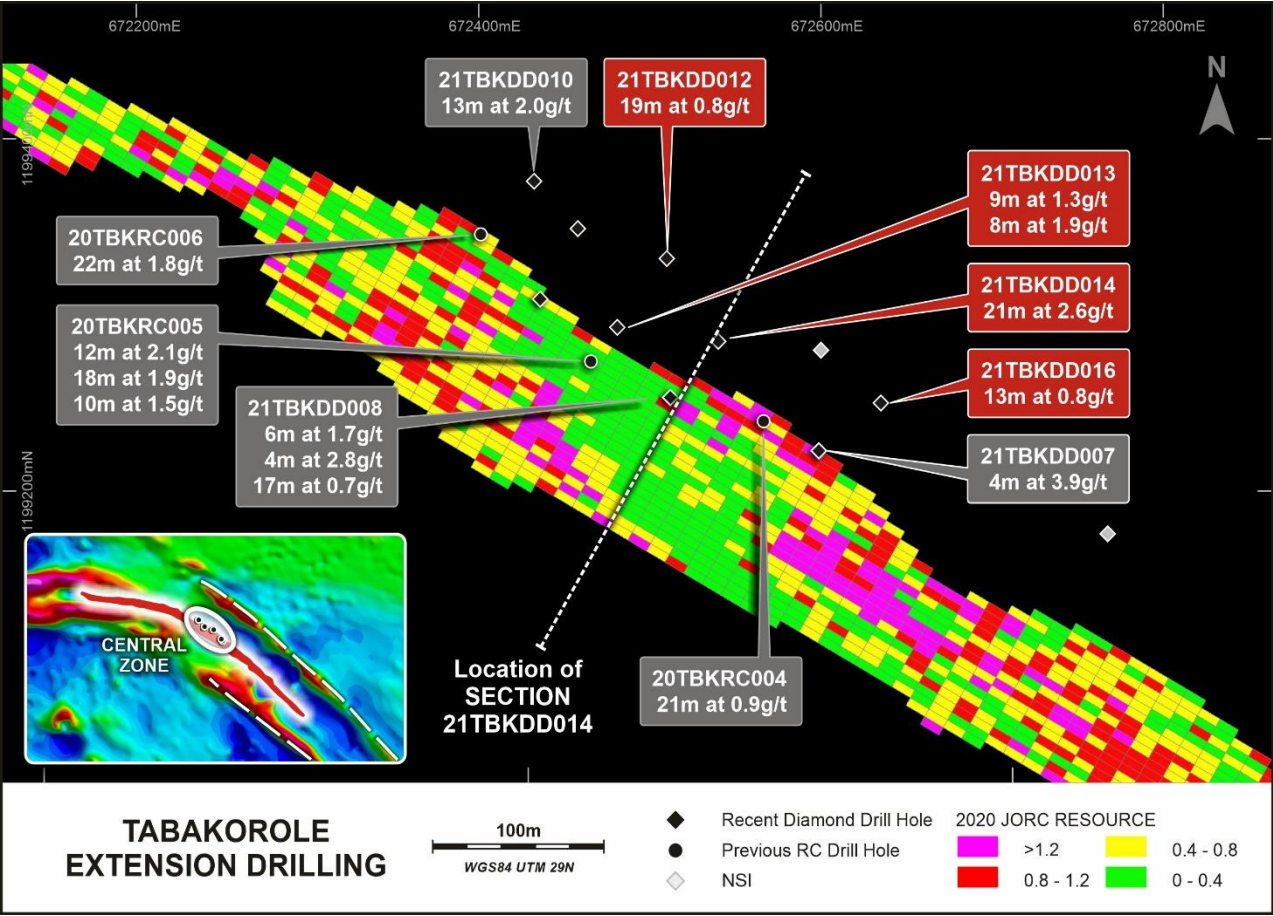 672200mE
672400mE
672600mE
672800mE
N
1199400mN
1199200mN
21TBKDD010
13m at 2.0g/t
21TBKDD012
19m at 0.8g/t
21TBKDD013
9m at 1.3g/t
8m at 1.9g/t
20TBKRC006
22m at 1.8g/t
21TBKDD014
21m at 2.6g/t
20TBKRC005
12m at 2.1g/t
18m at 1.9g/t
10m at 1.5g/t
21TBKDD016
13m at 0.8g/t
21TBKDD008
6m at 1.7g/t
4m at 2.8g/t
17m at 0.7g/t
21TBKDD007
4m at 3.9g/t
CENTRAL
ZONE
Location of
SECTION
21TBKDD014
20TBKRC004
21m at 0.9g/t
TABAKOROLE
EXTENSION DRILLING
100m
WGS84 UTM 29N
Recent Diamond Drill Hole
Previous RC Drill Hole
NSI
2020 JORC RESOURCE
>1.2
0.4 - 0.8
0.8 - 1.2
0 - 0.4